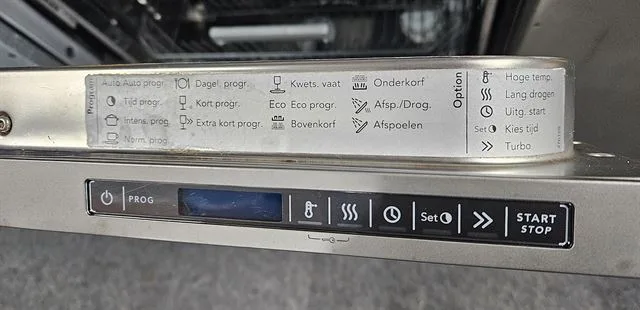 Program
Auto Auto progr.
Tijd progr.
Intens. prog.
Norm. prog.
Dagel. progr.
Kort progr.
Extra kort progr.
Kwets. vaat
Eco Eco progr.
Bovenkorf
Onderkorf
Afsp./Drog.
Afspoelen
Option
Hoge temp.
Lang drogen
Uitg. start
Set Kies tijd
Turbo.
PROG
Set
START
STOP